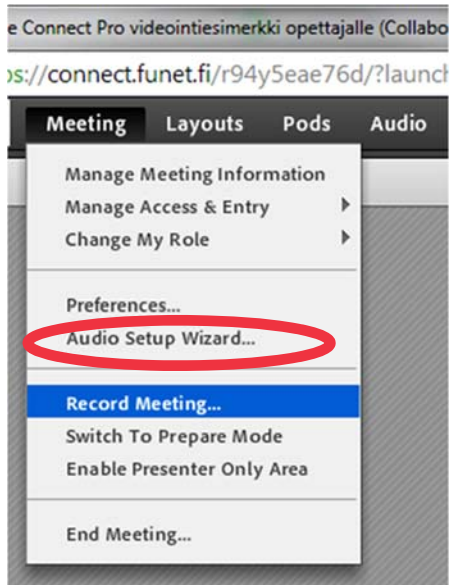 e Connect Pro videointiesimerkki opettajalle (Collabo
os://connect.funet.fi/r94y5eae76d/?launch
Meeting Layouts Pods Audio
Manage Meeting Information
Manage Access & Entry
Change My Role
Preferences...
Audio Setup Wizard...
Record Meeting...
Switch To Prepare Mode
Enable Presenter Only Area
End Meeting...